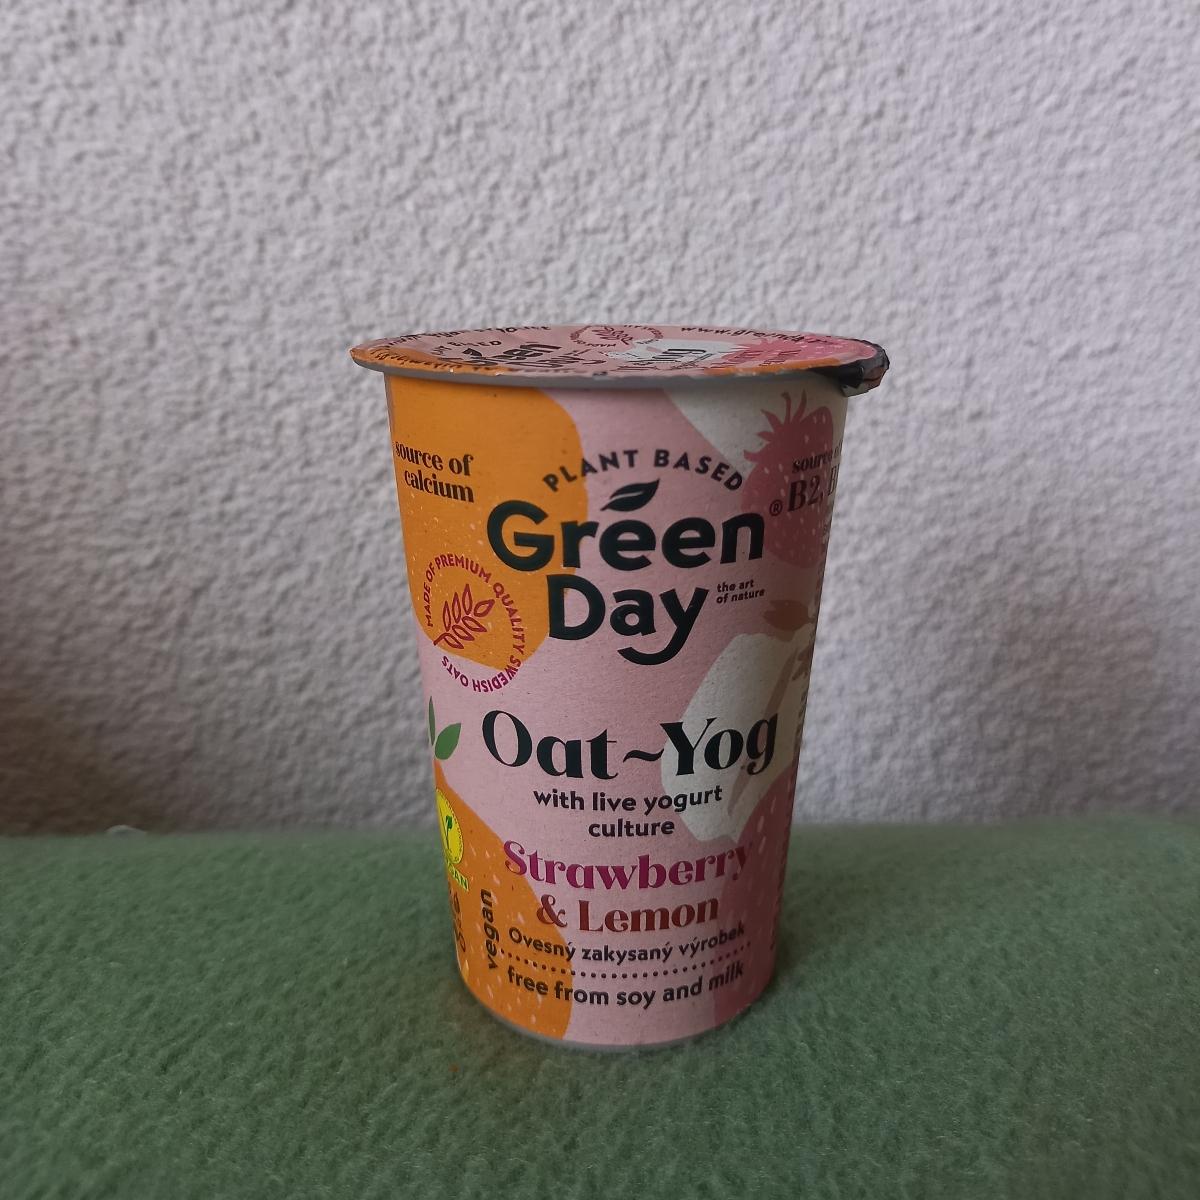 source of
calcium
PLANT BASED
Green
Day
®
the art
of nature
B2,
MADE OF PREMIUM QUALITY SWEDISH OATS
Oat~Yog
with live yogurt
culture
Strawberry
& Lemon
Ovesný zakysaný výrobek
free from soy and milk
vegan